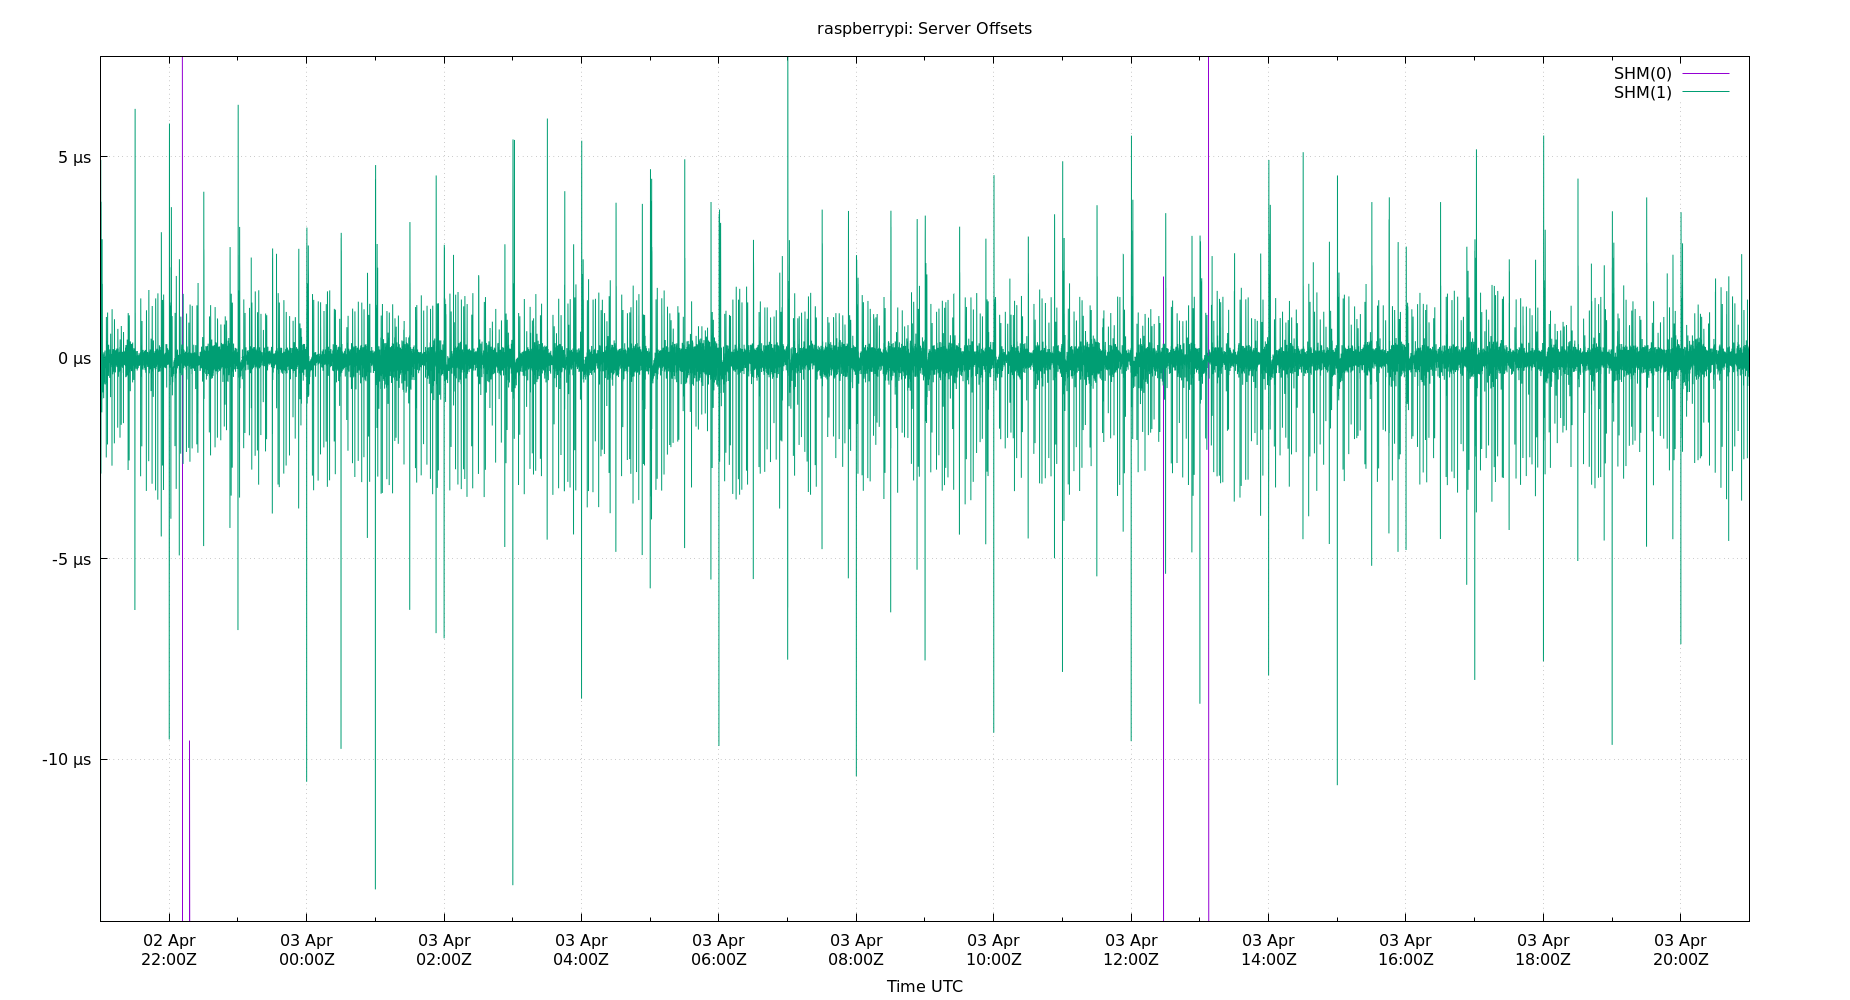 raspberrypi: Server Offsets
SHM(0)
SHM(1)
5 µs
0 µs
-5 µs
-10 µs
02 Apr 03 Apr 03 Apr 03 Apr 03 Apr 03 Apr 03 Apr 03 Apr 03 Apr 03 Apr 03 Apr 03 Apr
22:00Z 00:00Z 02:00Z 04:00Z 06:00Z 08:00Z 10:00Z 12:00Z 14:00Z 16:00Z 18:00Z 20:00Z
Time UTC